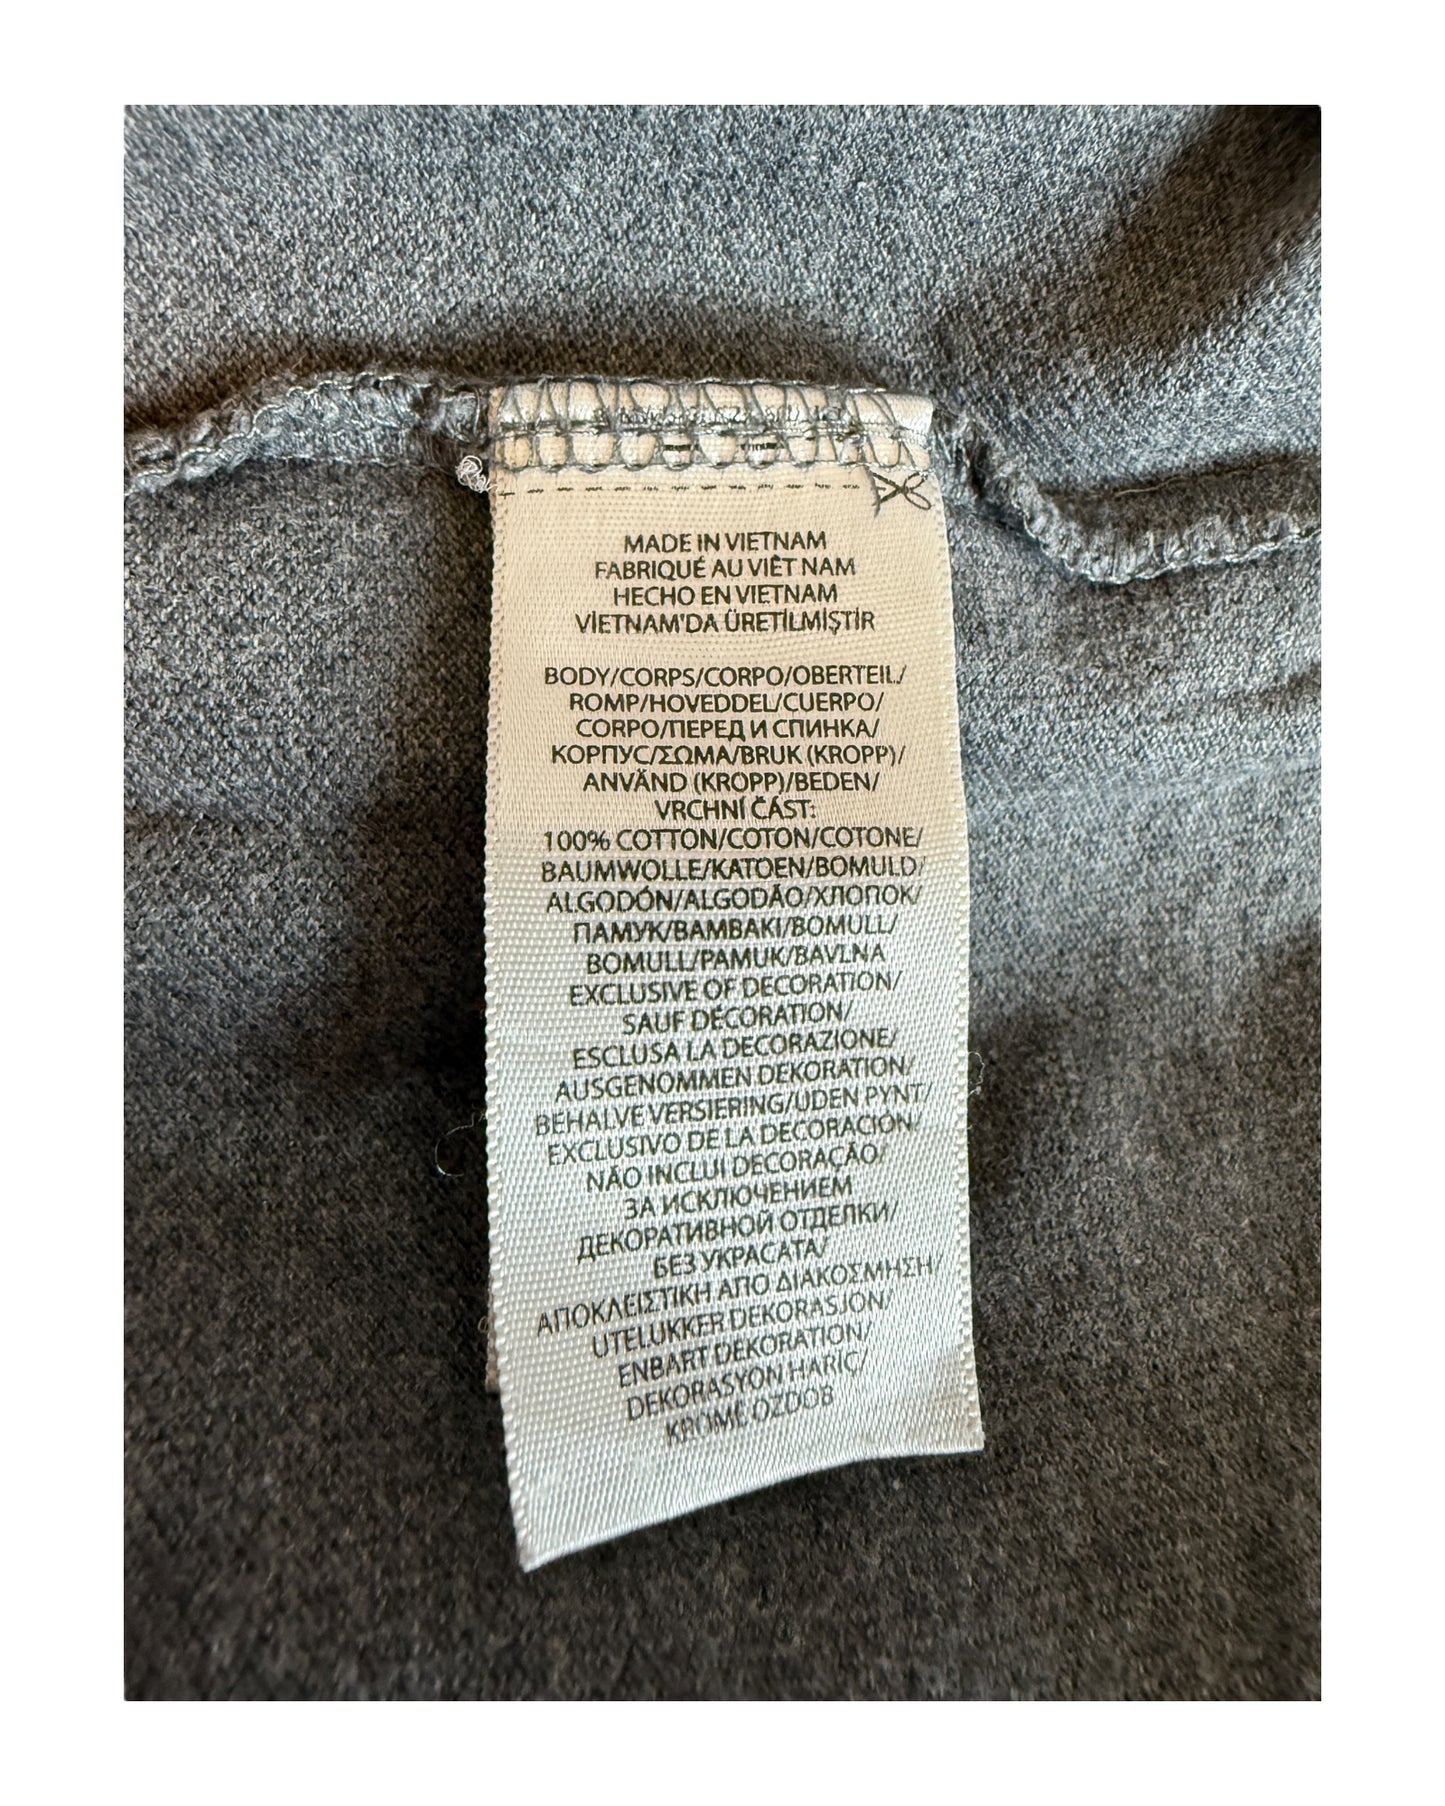 MADE IN VIETNAM
FABRIQUÉ AU VIÊT NAM
HECHO EN VIETNAM
VİETNAM'DA ÜRETİLMİŞTİR
BODY/CORPS/CORPO/OBERTEIL/
ROMP/HOVEDDEL/CUERPO/
CORPO/ПЕРЕД И СПИНКА/
КОРПУС/ΣΩΜΑ/BRUK (KROPP)/
ANVÄND (KROPP)/BEDEN/
VRCHNÍ ČÁST:
100% COTTON/COTON/COTONE/
BAUMWOLLE/KATOEN/BOMULD/
ALGODÓN/ALGODÃO/ХЛОПОК/
ПАМУК/ΒΑΜΒΑΚΙ/BOMULL/
BOMULL/PAMUK/BAVLNA
EXCLUSIVE OF DECORATION/
SAUF DÉCORATION/
ESCLUSA LA DECORAZIONE/
AUSGENOMMEN DEKORATION/
BEHALVE VERSIERING/UDEN PYNT/
EXCLUSIVO DE LA DECORACIÓN/
NÃO INCLUI DECORAÇÃO/
ЗА ИСКЛЮЧЕНИЕМ
ДЕКОРАТИВНОЙ ОТДЕЛКИ/
БЕЗ УКРАСАТА/
ΑΠΟΚΛΕΙΣΤΙΚΗ ΑΠΟ ΔΙΑΚΟΣΜΗΣΗ/
UTELUKKER DEKORASJON/
ENBART DEKORATION/
DEKORASYON HARİÇ/
KROMĚ OZDOB